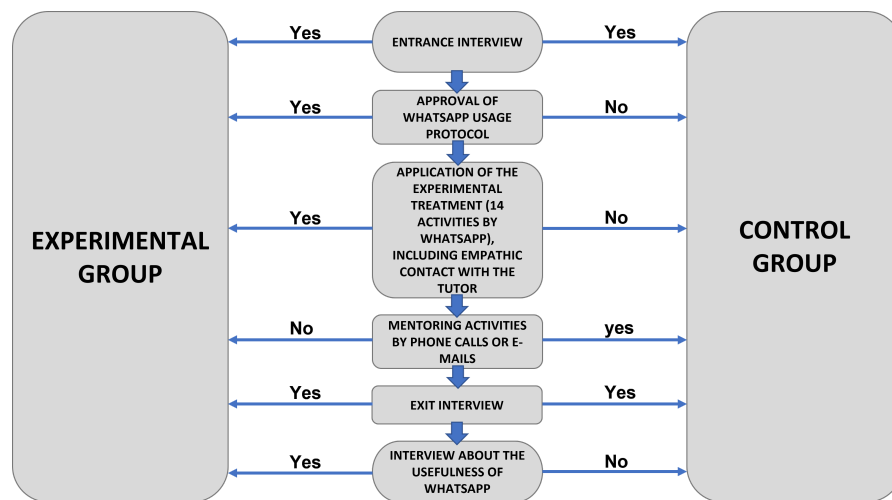 Yes
ENTRANCE INTERVIEW
Yes
Yes
APPROVAL OF
WHATSAPP USAGE
PROTOCOL
No
EXPERIMENTAL
GROUP
Yes
APPLICATION OF THE
EXPERIMENTAL
TREATMENT (14
ACTIVITIES BY
WHATSAPP),
INCLUDING EMPATHIC
CONTACT WITH THE
TUTOR
No
CONTROL
GROUP
No
MENTORING ACTIVITIES
BY PHONE CALLS OR E-
MAILS
yes
Yes
EXIT INTERVIEW
Yes
Yes
INTERVIEW ABOUT THE
USEFULNESS OF
WHATSAPP
No